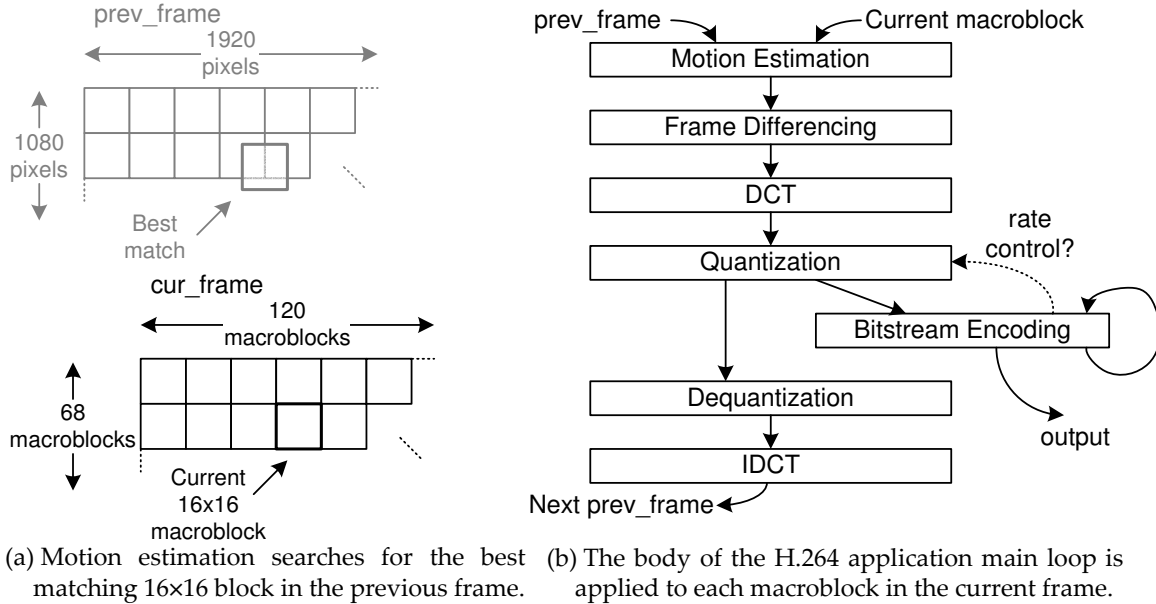 prev_frame
1920
pixels
1080
pixels
Best
match
cur_frame
120
macroblocks
68
macroblocks
Current
16x16
macroblock
(a) Motion estimation searches for the best
matching 16×16 block in the previous frame.
prev_frame
Current macroblock
Motion Estimation
Frame Differencing
DCT
Quantization
rate
control?
Bitstream Encoding
Dequantization
output
IDCT
Next prev_frame
(b) The body of the H.264 application main loop is
applied to each macroblock in the current frame.